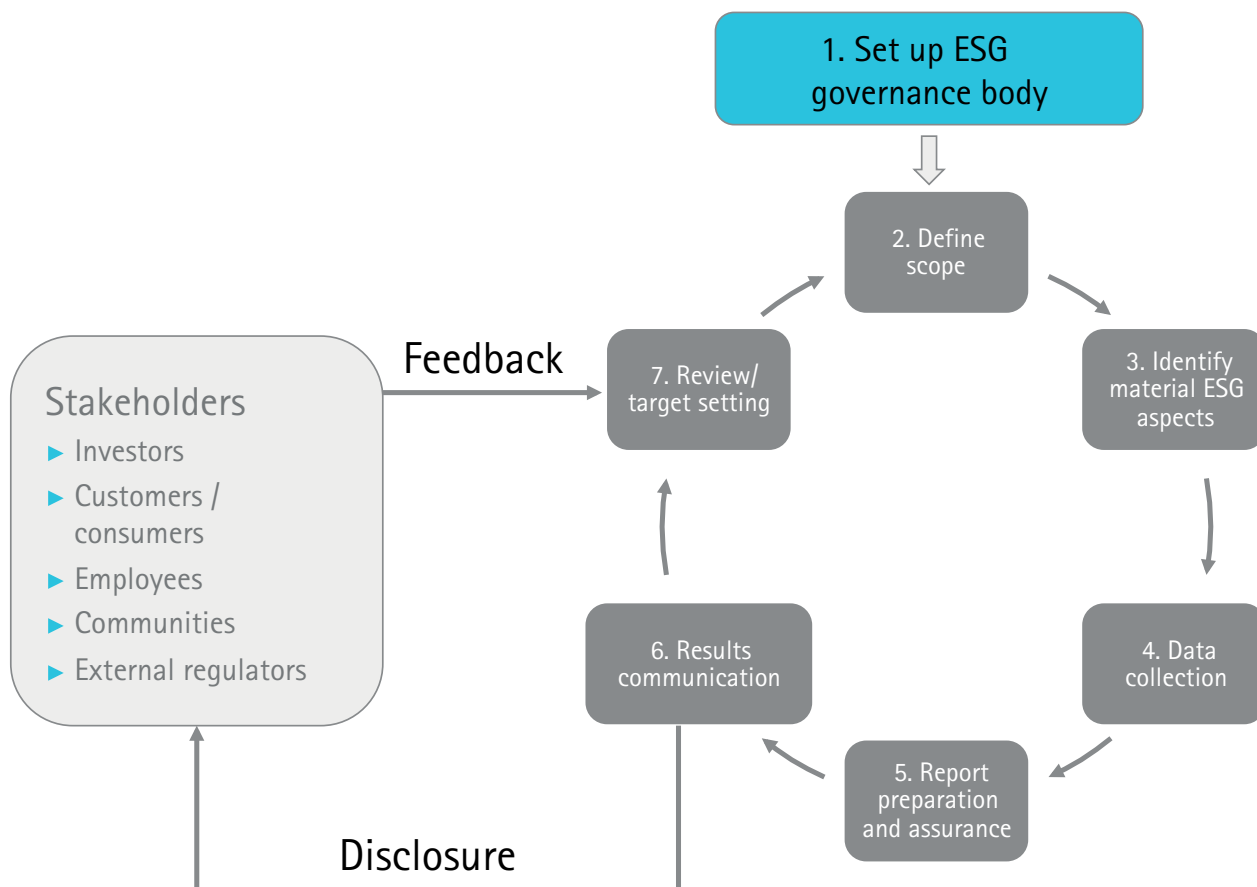 1. Set up ESG
governance body
2. Define
scope
3. Identify
material ESG
aspects
4. Data
collection
5. Report
preparation
and assurance
6. Results
communication
7. Review/
target setting
Feedback
Stakeholders
► Investors
► Customers /
consumers
► Employees
► Communities
► External regulators
Disclosure